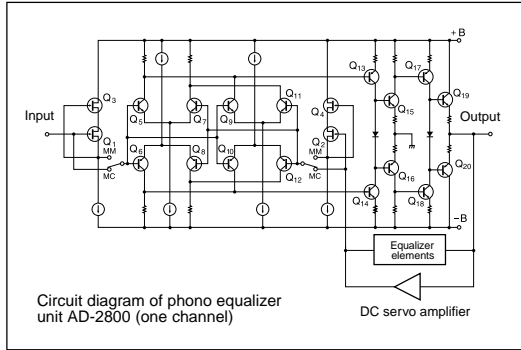 +B
Q3
Q11
Q4
Q13
Q17
Q5
Q7
Q9
Q15
Q19
Input
Output
Q1
MM
Q2
MM
Q6
Q8
Q10
Q12
Q16
Q20
MC
MC
Q14
Q18
−B
Equalizer
elements
Circuit diagram of phono equalizer
unit AD-2800 (one channel)
DC servo amplifier